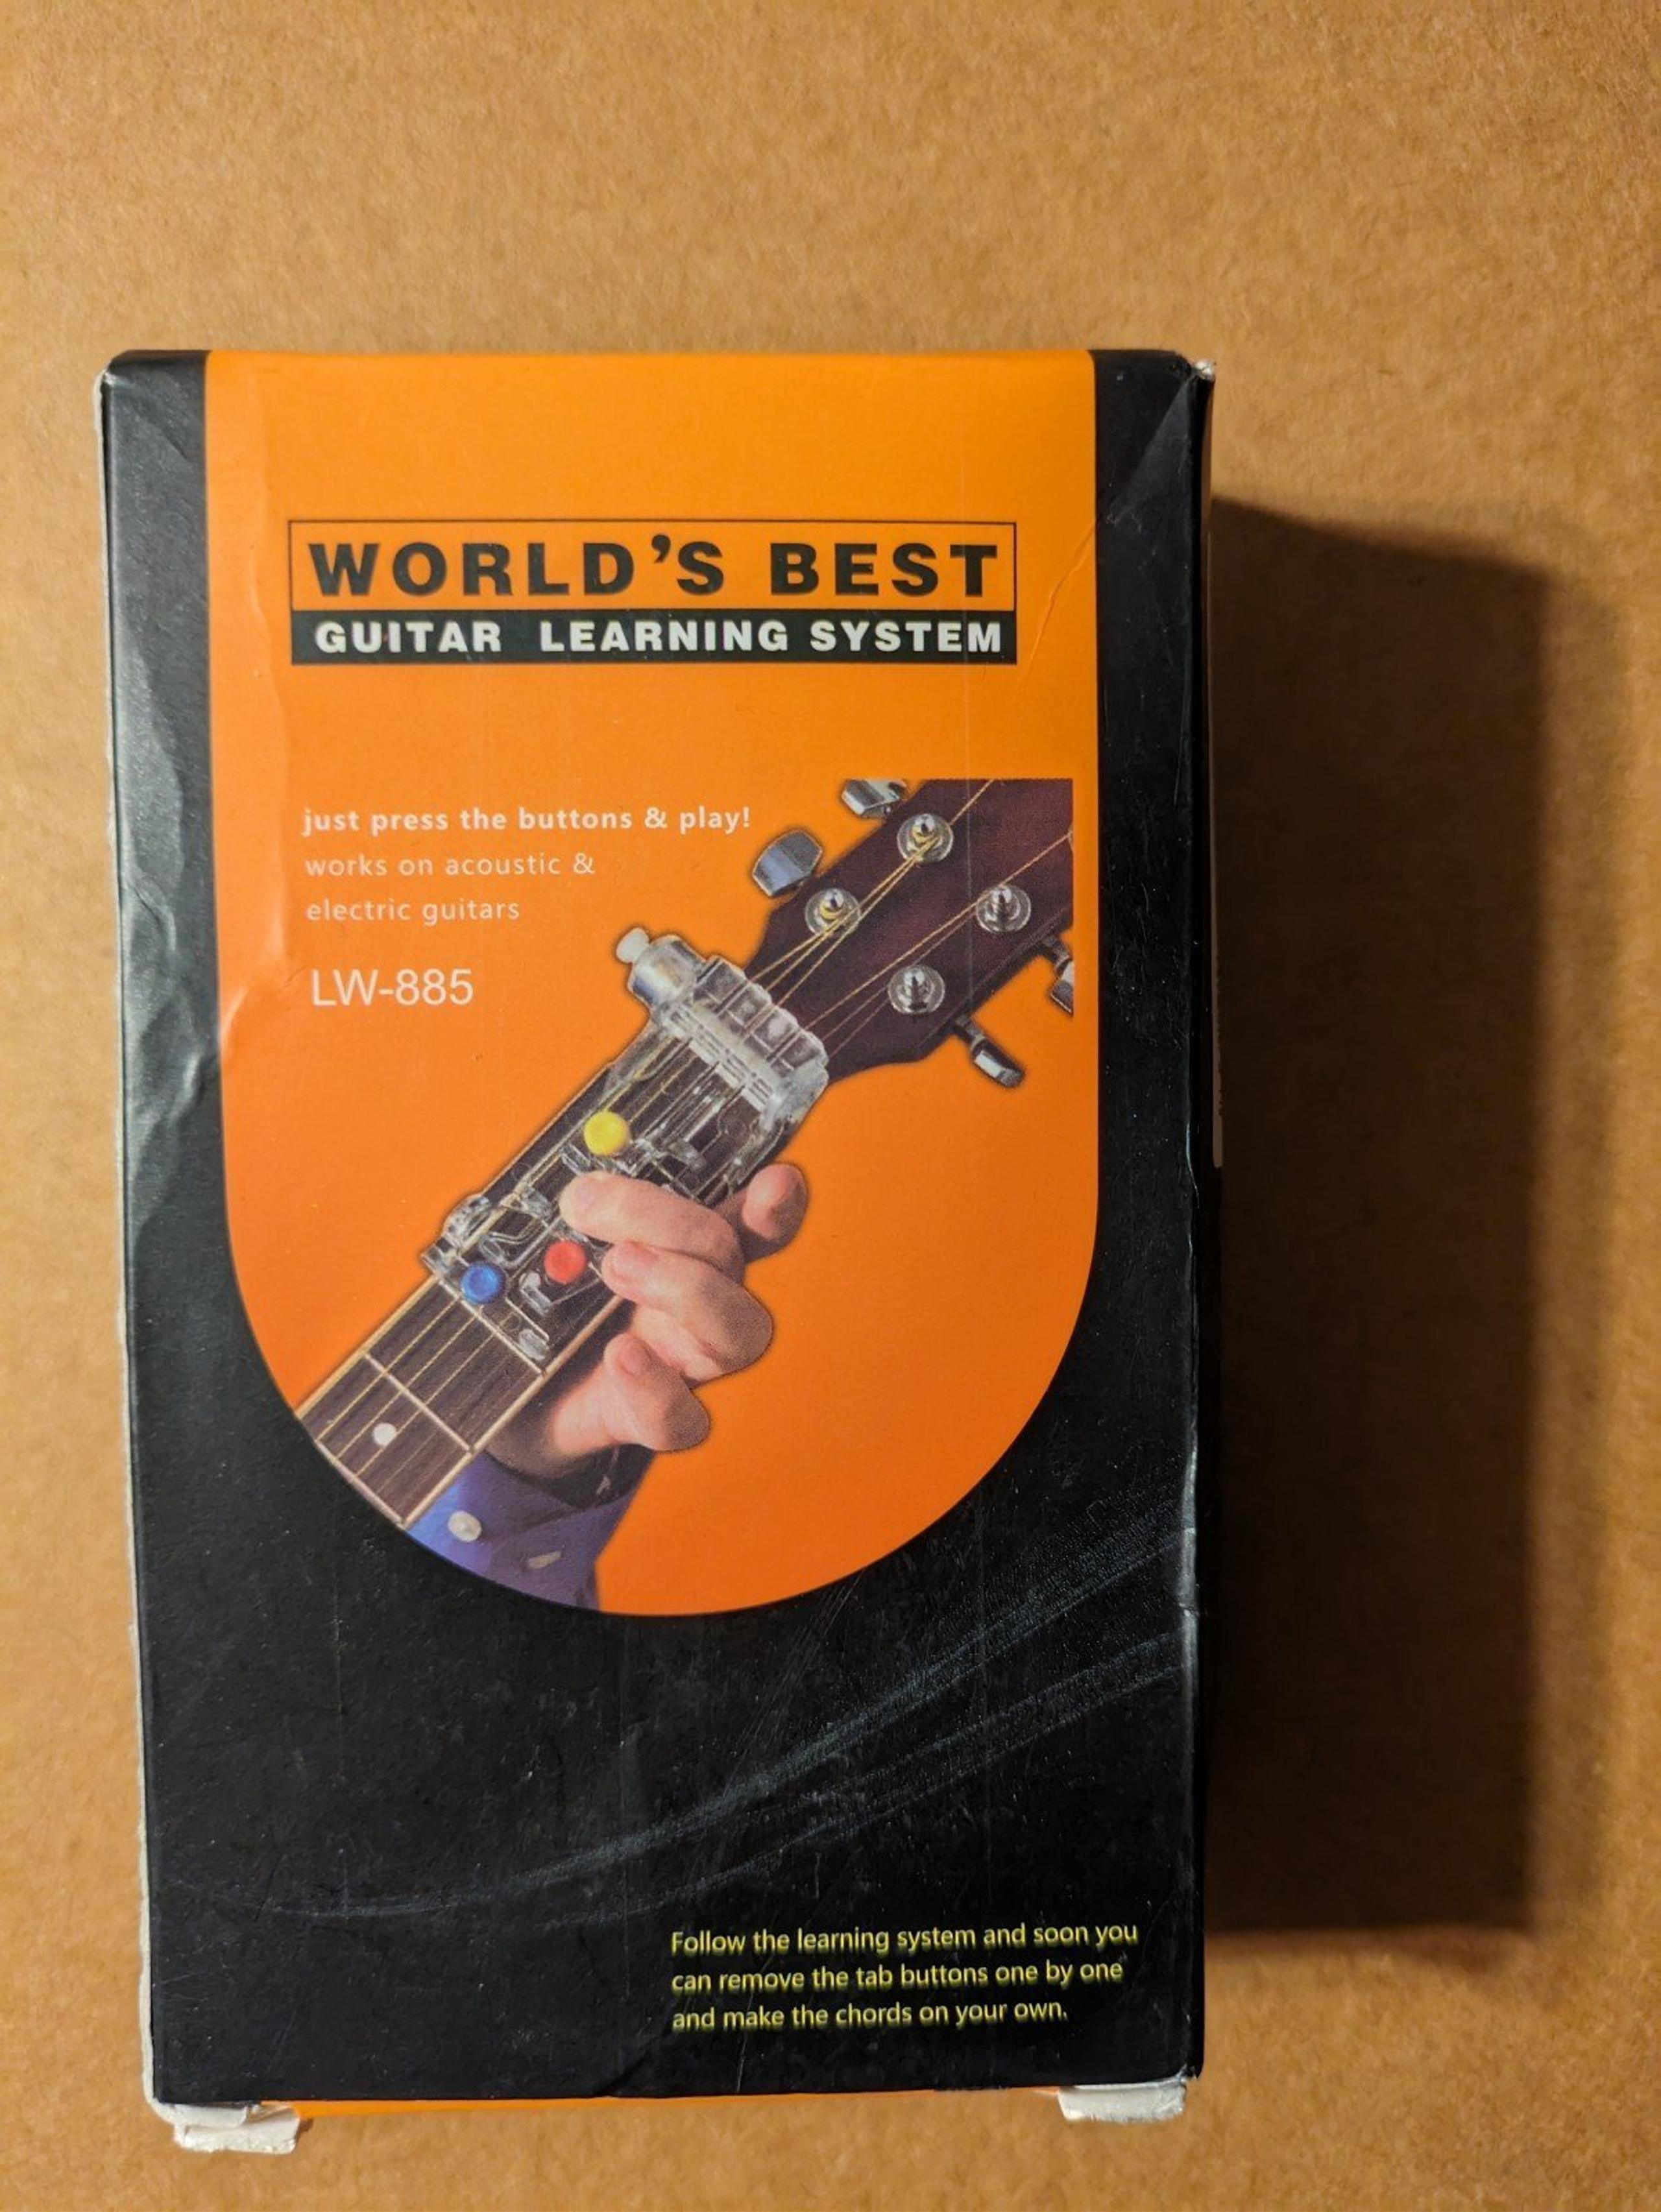 WORLD'S BEST
GUITAR LEARNING SYSTEM
just press the buttons & play!
works on acoustic &
electric guitars
LW-885
Follow the learning system and soon you
can remove the tab buttons one by one
and make the chords on your own.